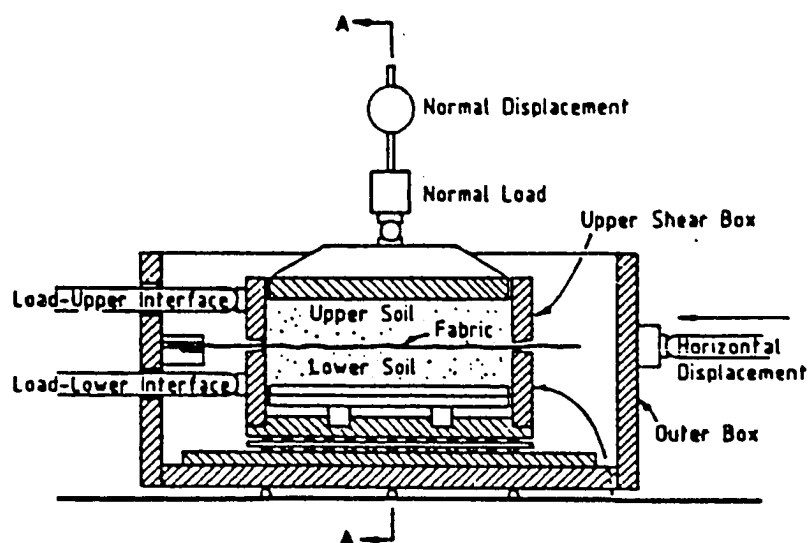 A
Normal Displacement
Normal Load
Upper Shear Box
Load-Upper Interface
Upper Soil
Fabric
Lower Soil
Load-Lower Interface
Horizontal
Displacement
Outer Box
A